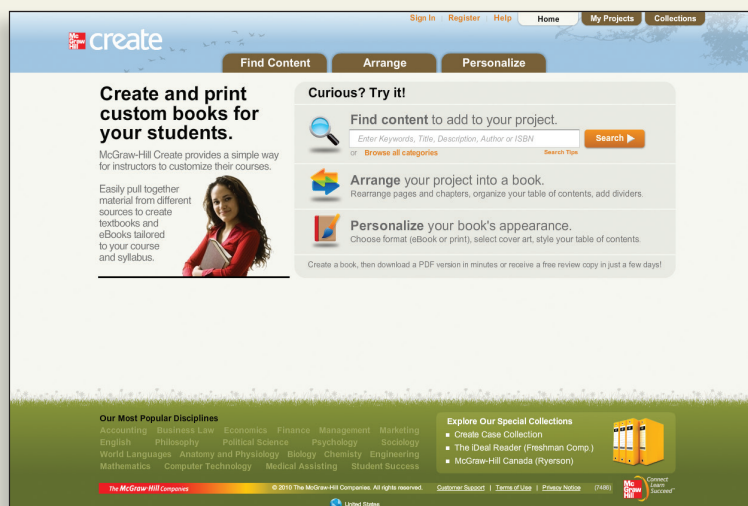 Sign In | Register | Help
Home
My Projects
Collections
Mc
Graw
Hill
create
Find Content
Arrange
Personalize
Create and print
custom books for
your students.
McGraw-Hill Create provides a simple way
for instructors to customize their courses.
Easily pull together
material from different
sources to create
textbooks and
eBooks tailored
to your course
and syllabus.
Curious? Try it!
Find content to add to your project.
Enter Keywords, Title, Description, Author or ISBN
Search
or Browse all categories
Search Tips
Arrange your project into a book.
Rearrange pages and chapters, organize your table of contents, add dividers.
Personalize your book's appearance.
Choose format (eBook or print), select cover art, style your table of contents.
Create a book, then download a PDF version in minutes or receive a free review copy in just a few days!
Our Most Popular Disciplines
Accounting Business Law Economics Finance Management Marketing
English Philosophy Political Science Psychology Sociology
World Languages Anatomy and Physiology Biology Chemisty Engineering
Mathematics Computer Technology Medical Assisting Student Success
Explore Our Special Collections
Create Case Collection
The iDeal Reader (Freshman Comp.)
McGraw-Hill Canada (Ryerson)
The McGraw-Hill Companies
© 2010 The McGraw-Hill Companies. All rights reserved.
Customer Support | Terms of Use | Privacy Notice (7485)
Mc
Graw
Hill
Connect
Learn
Succeed™
United States